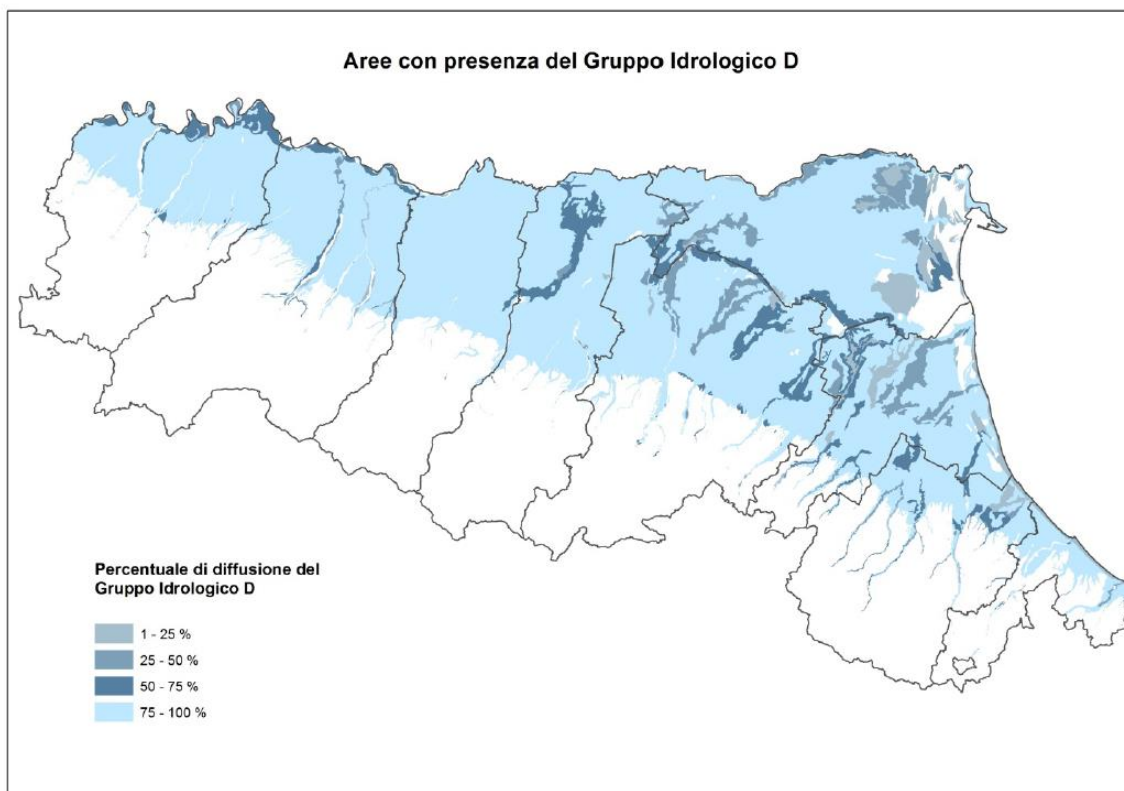 Aree con presenza del Gruppo Idrologico D
Percentuale di diffusione del
Gruppo Idrologico D
1 - 25 %
25 - 50 %
50 - 75 %
75 - 100 %